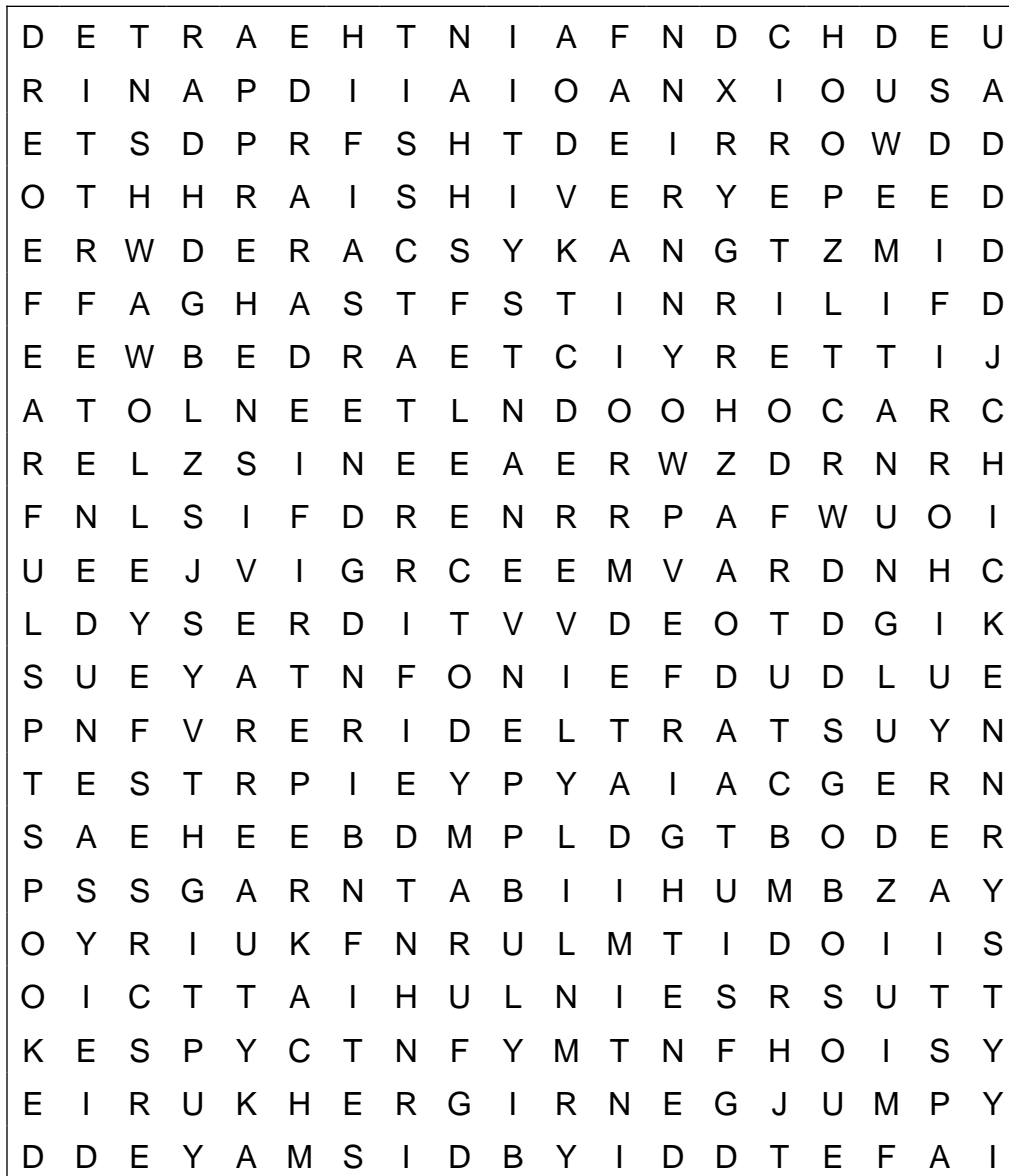 D E T R A E H T N I A F N D C H D E U
R I N A P D I I A I O A N X I O U S A
E T S D P R F S H T D E I R R O W D D
O T H H R A I S H I V E R Y E P E E D
E R W D E R A C S Y K A N G T Z M I D
F F A G H A S T F S T I N R I L I F D
E E W B E D R A E T C I Y R E T T I J
A T O L N E E T L N D O O H O C A R C
R E L Z S I N E E A E R W Z D R N R H
F N L S I F D R E N R R P A F W U O I
U E E J V I G R C E E M V A R D N H C
L D Y S E R D I T V V D E O T D G I K
S U E Y A T N F O N I E F D U D L U E
P N F V R E R I D E L T R A T S U Y N
T E S T R P I E Y P Y A I A C G E R N
S A E H E E B D M P L D G T B O D E R
P S S G A R N T A B I I H U M B Z A Y
O Y R I U K F N R U L M T I D O I I S
O I C T T A I H U L N I E S R S U T T
K E S P Y C T N F Y M T N F H O I S Y
E I R U K H E R G I R N E G J U M P Y
D D E Y A M S I D B Y I D D T E F A I